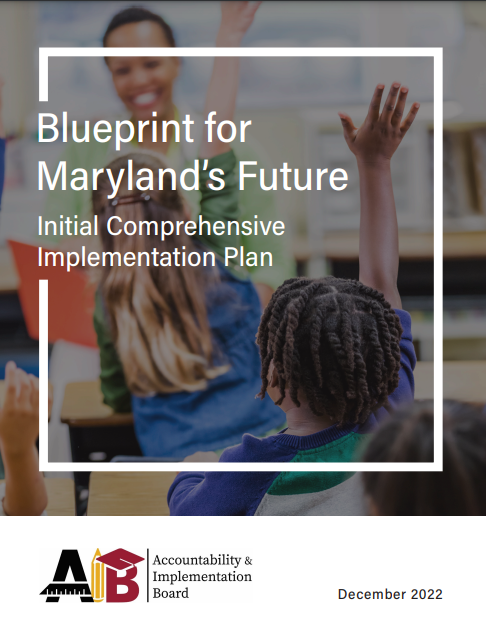 Blueprint for
Maryland's Future
Initial Comprehensive
Implementation Plan
AIB
Accountability &
Implementation
Board
December 2022